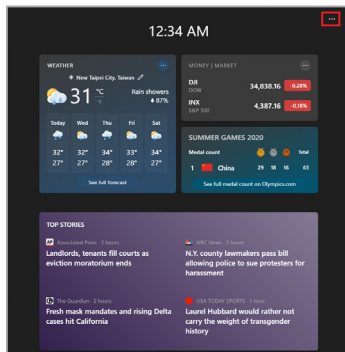 12:34 AM
WEATHER
New Taipei City, Taiwan
31 °C
°F
Rain showers
87%
Today Wed Thu Fri Sat
32° 32° 33° 33° 34°
27° 27° 28° 28° 27°
See full forecast
MONEY | MARKET
DJI
DOW
34,838.16 -0.28%
INX
S&P 500
4,387.16 -0.18%
SUMMER GAMES 2020
Medal count Total
1 China 29 18 16 63
See full medal count on Olympics.com
TOP STORIES
AP Associated Press · 2 hours
Landlords, tenants fill courts as
eviction moratorium ends
NBC News · 2 hours
N.Y. county lawmakers pass bill
allowing police to sue protesters for
harassment
The Guardian · 2 hours
Fresh mask mandates and rising Delta
cases hit California
USA TODAY SPORTS · 1 hour
Laurel Hubbard would rather not
carry the weight of transgender
history